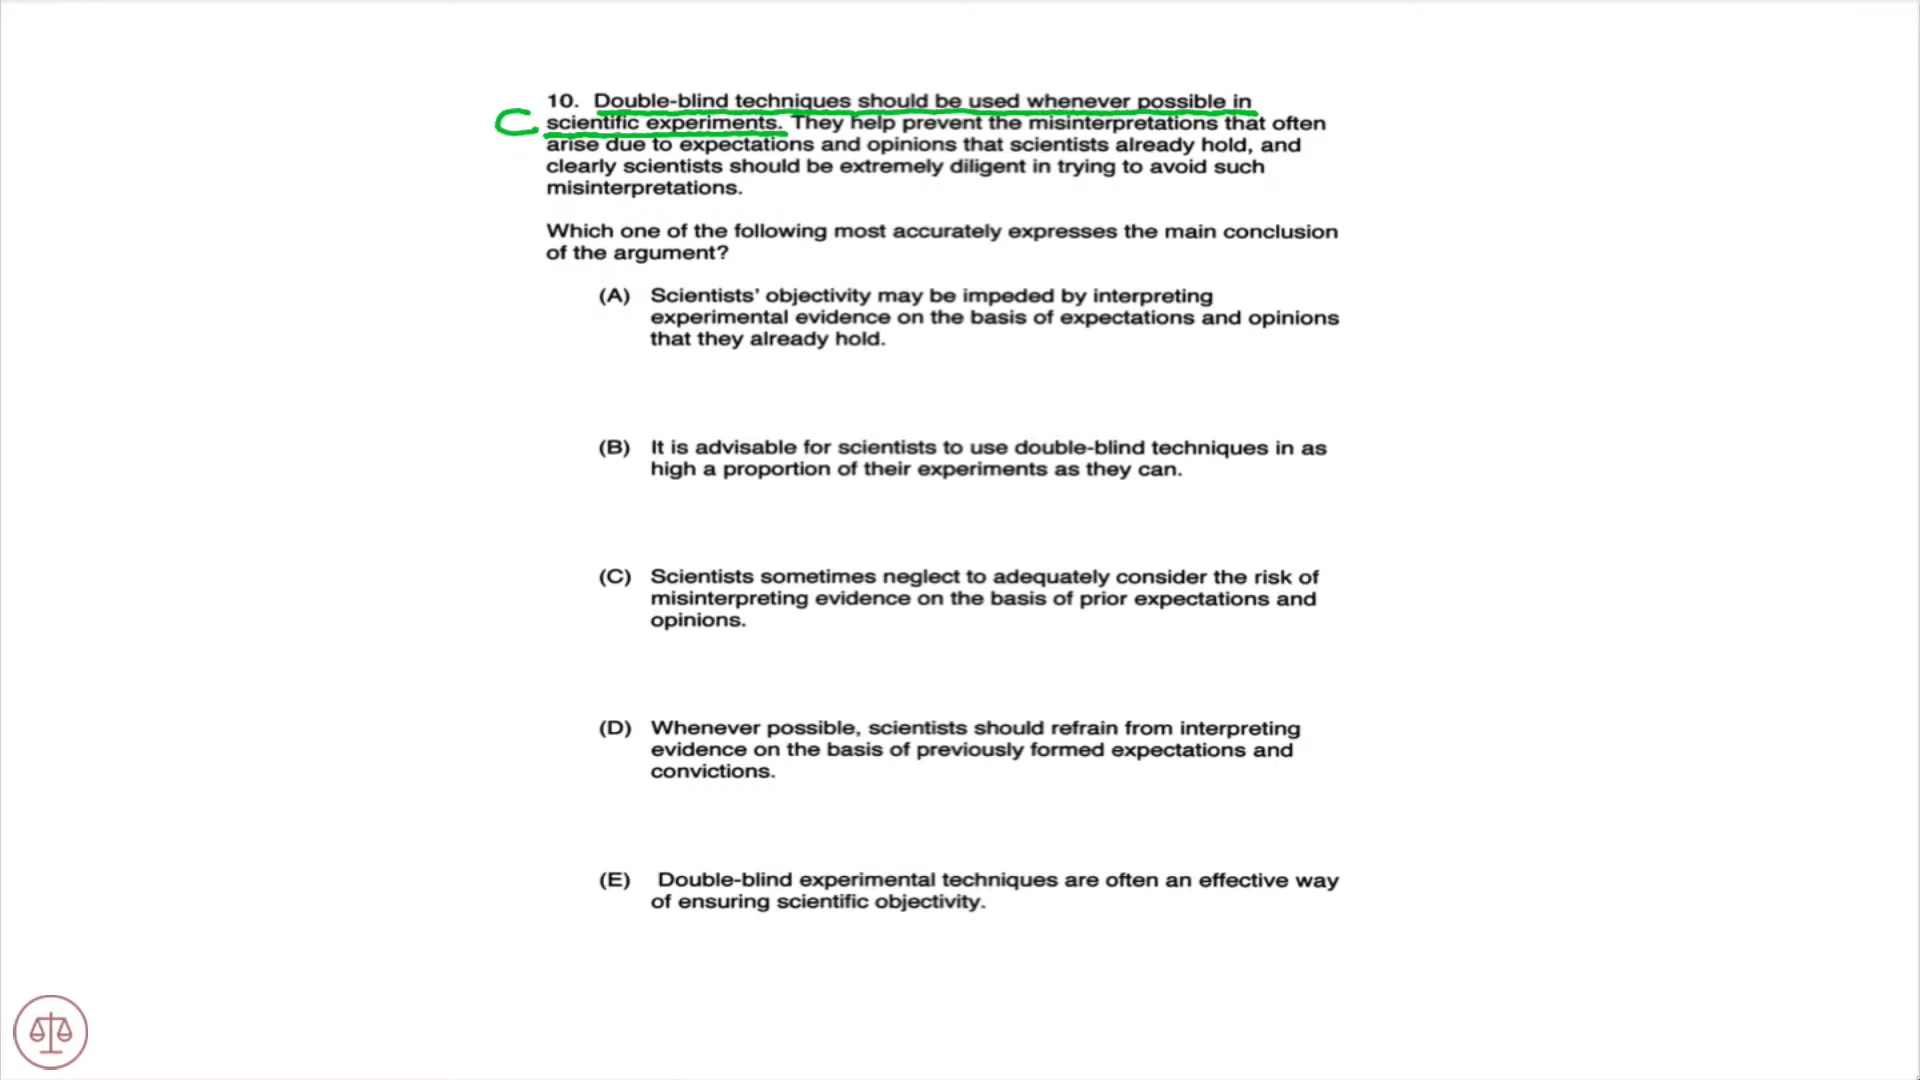 10. Double-blind techniques should be used whenever possible in
C scientific experiments. They help prevent the misinterpretations that often
arise due to expectations and opinions that scientists already hold, and
clearly scientists should be extremely diligent in trying to avoid such
misinterpretations.
Which one of the following most accurately expresses the main conclusion
of the argument?
(A) Scientists’ objectivity may be impeded by interpreting
experimental evidence on the basis of expectations and opinions
that they already hold.
(B) It is advisable for scientists to use double-blind techniques in as
high a proportion of their experiments as they can.
(C) Scientists sometimes neglect to adequately consider the risk of
misinterpreting evidence on the basis of prior expectations and
opinions.
(D) Whenever possible, scientists should refrain from interpreting
evidence on the basis of previously formed expectations and
convictions.
(E) Double-blind experimental techniques are often an effective way
of ensuring scientific objectivity.